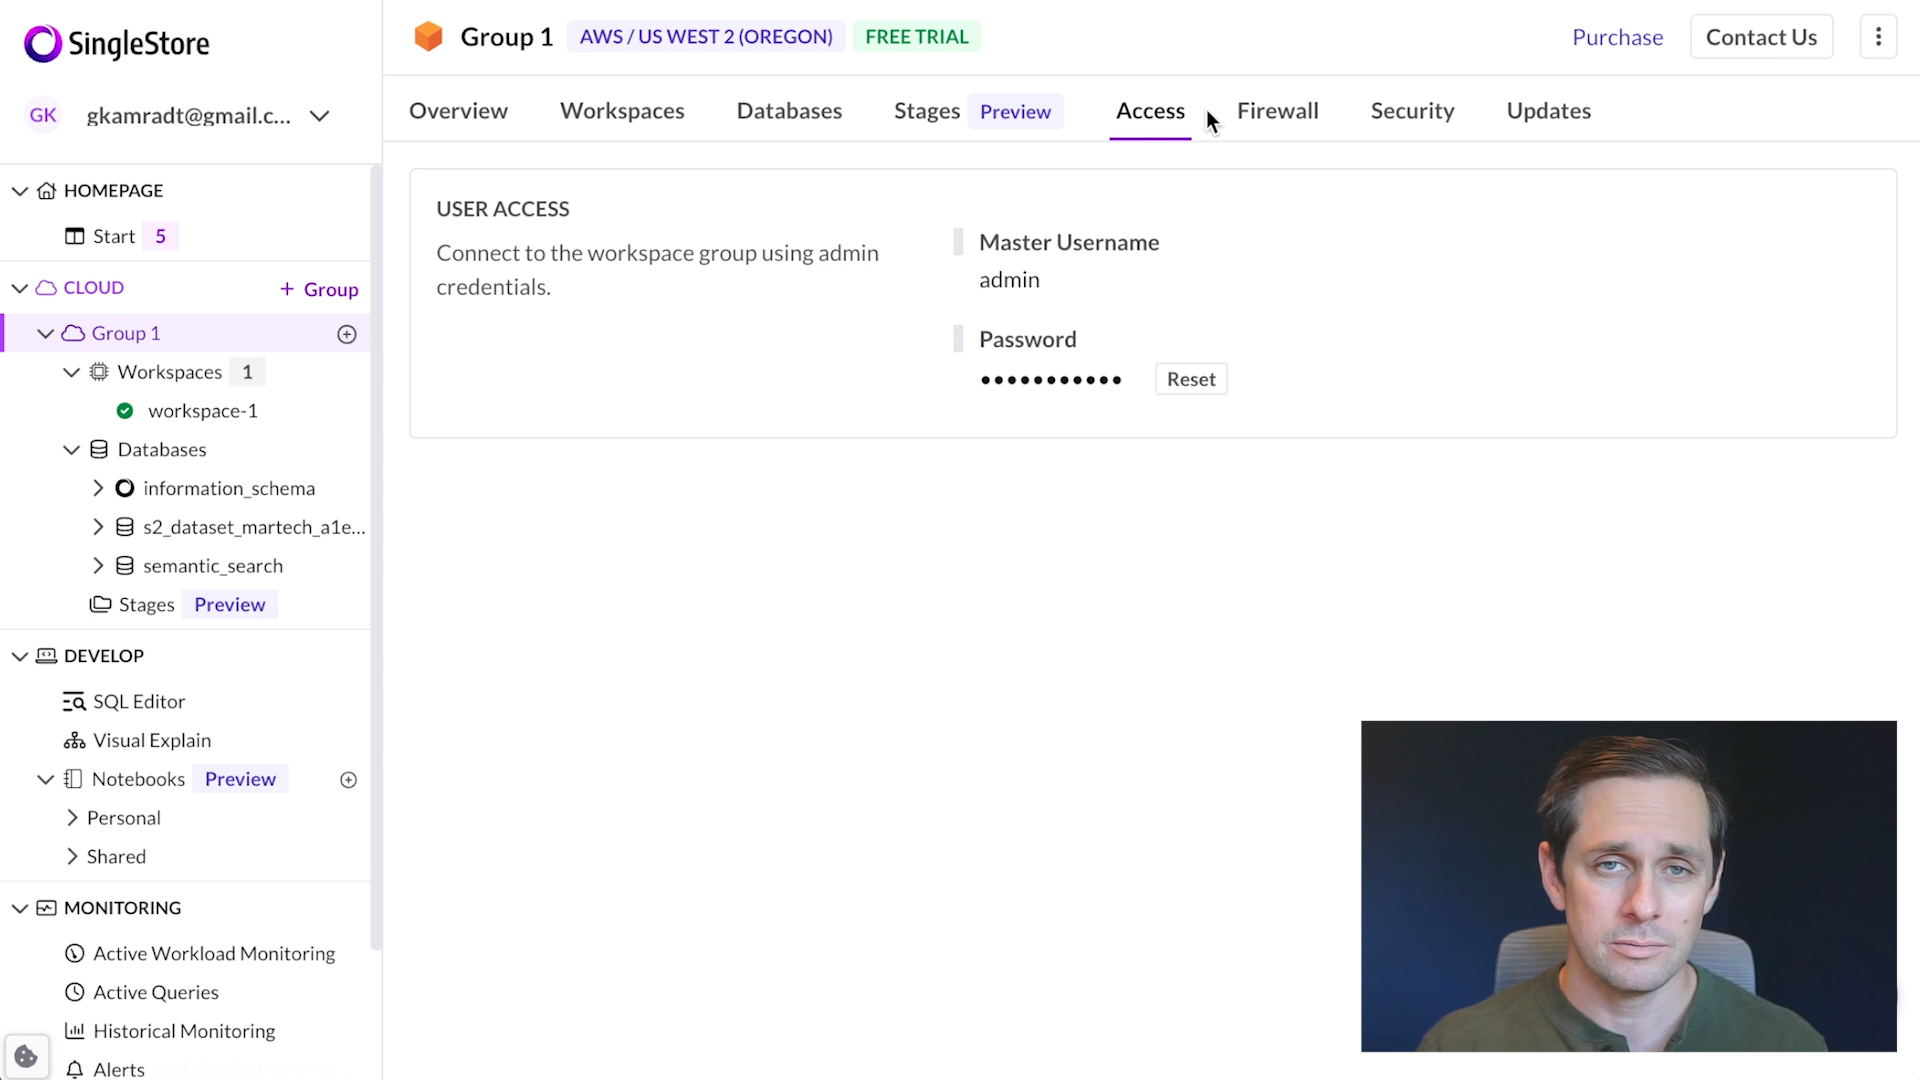 SingleStore
GK gkamradt@gmail.c...
HOMEPAGE
Start 5
CLOUD + Group
Group 1
Workspaces 1
workspace-1
Databases
information_schema
s2_dataset_martech_a1e...
semantic_search
Stages Preview
DEVELOP
SQL Editor
Visual Explain
Notebooks Preview
Personal
Shared
MONITORING
Active Workload Monitoring
Active Queries
Historical Monitoring
Alerts
Group 1 AWS / US WEST 2 (OREGON) FREE TRIAL Purchase Contact Us
Overview Workspaces Databases Stages Preview Access Firewall Security Updates
USER ACCESS
Connect to the workspace group using admin
credentials.
Master Username
admin
Password
••••••••••• Reset